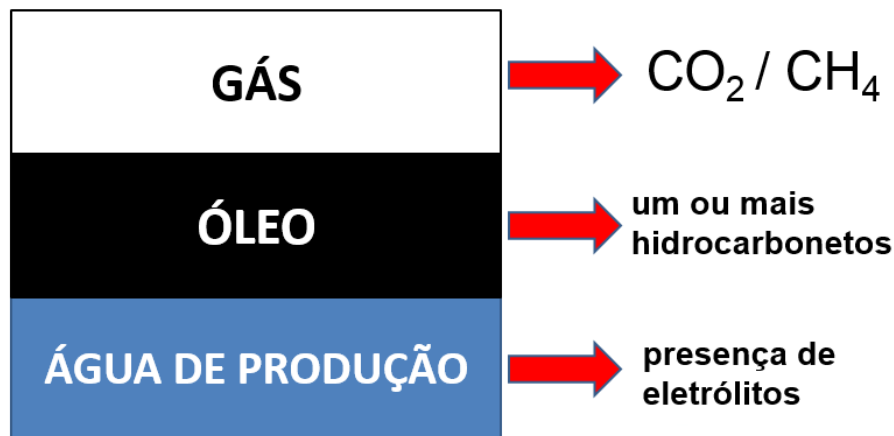 GÁS
CO₂ / CH₄
ÓLEO
um ou mais
hidrocarbonetos
ÁGUA DE PRODUÇÃO
presença de
eletrólitos